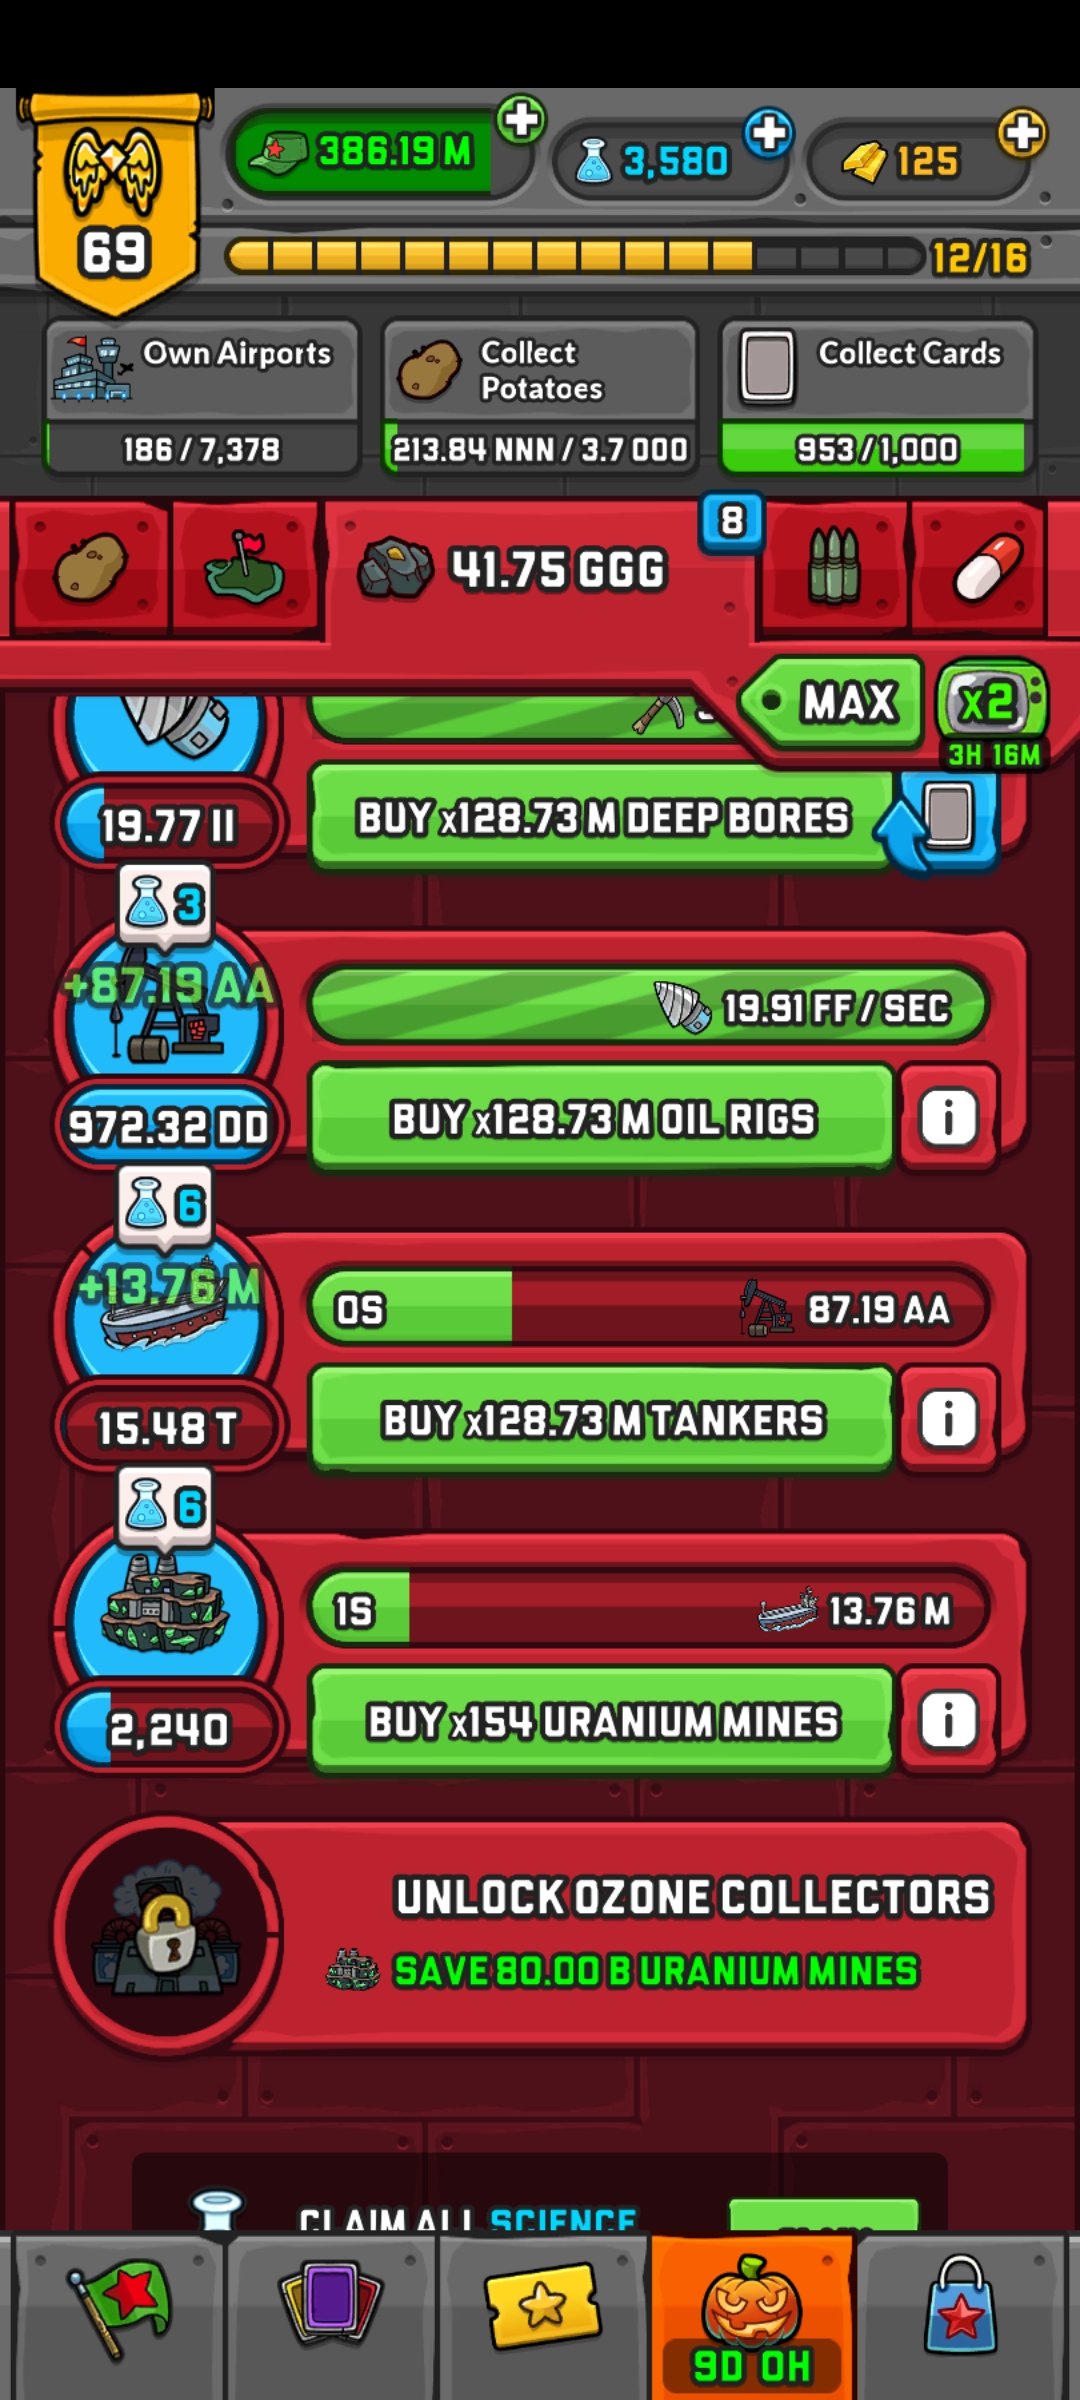 386.19 M
3,580
125
69
12/16
Own Airports
186 / 7,378
Collect
Potatoes
213.84 NNN / 3.7 OOO
Collect Cards
953 / 1,000
41.75 GGG
8
MAX
x2
3H 16M
19.77 II
BUY x128.73 M DEEP BORES
3
+87.19 AA
19.91 FF / SEC
972.32 DD
BUY x128.73 M OIL RIGS
i
6
+13.76 M
0S
87.19 AA
15.48 T
BUY x128.73 M TANKERS
i
6
1S
13.76 M
2,240
BUY x154 URANIUM MINES
i
UNLOCK OZONE COLLECTORS
SAVE 80.00 B URANIUM MINES
CLAIM ALL SCIENCE
9D 0H